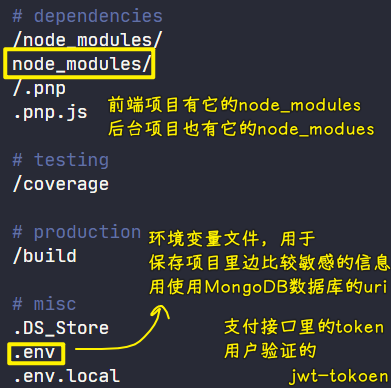 # dependencies
/node_modules/
node_modules/
/.pnp
.pnp.js
前端项目有它的node_modules
后台项目也有它的node_modues
# testing
/coverage
# production
/build
环境变量文件，用于
保存项目里边比较敏感的信息
用使用MongoDB数据库的uri
# misc
.DS_Store
.env
.env.local
支付接口里的token
用户验证的
jwt-tokoen